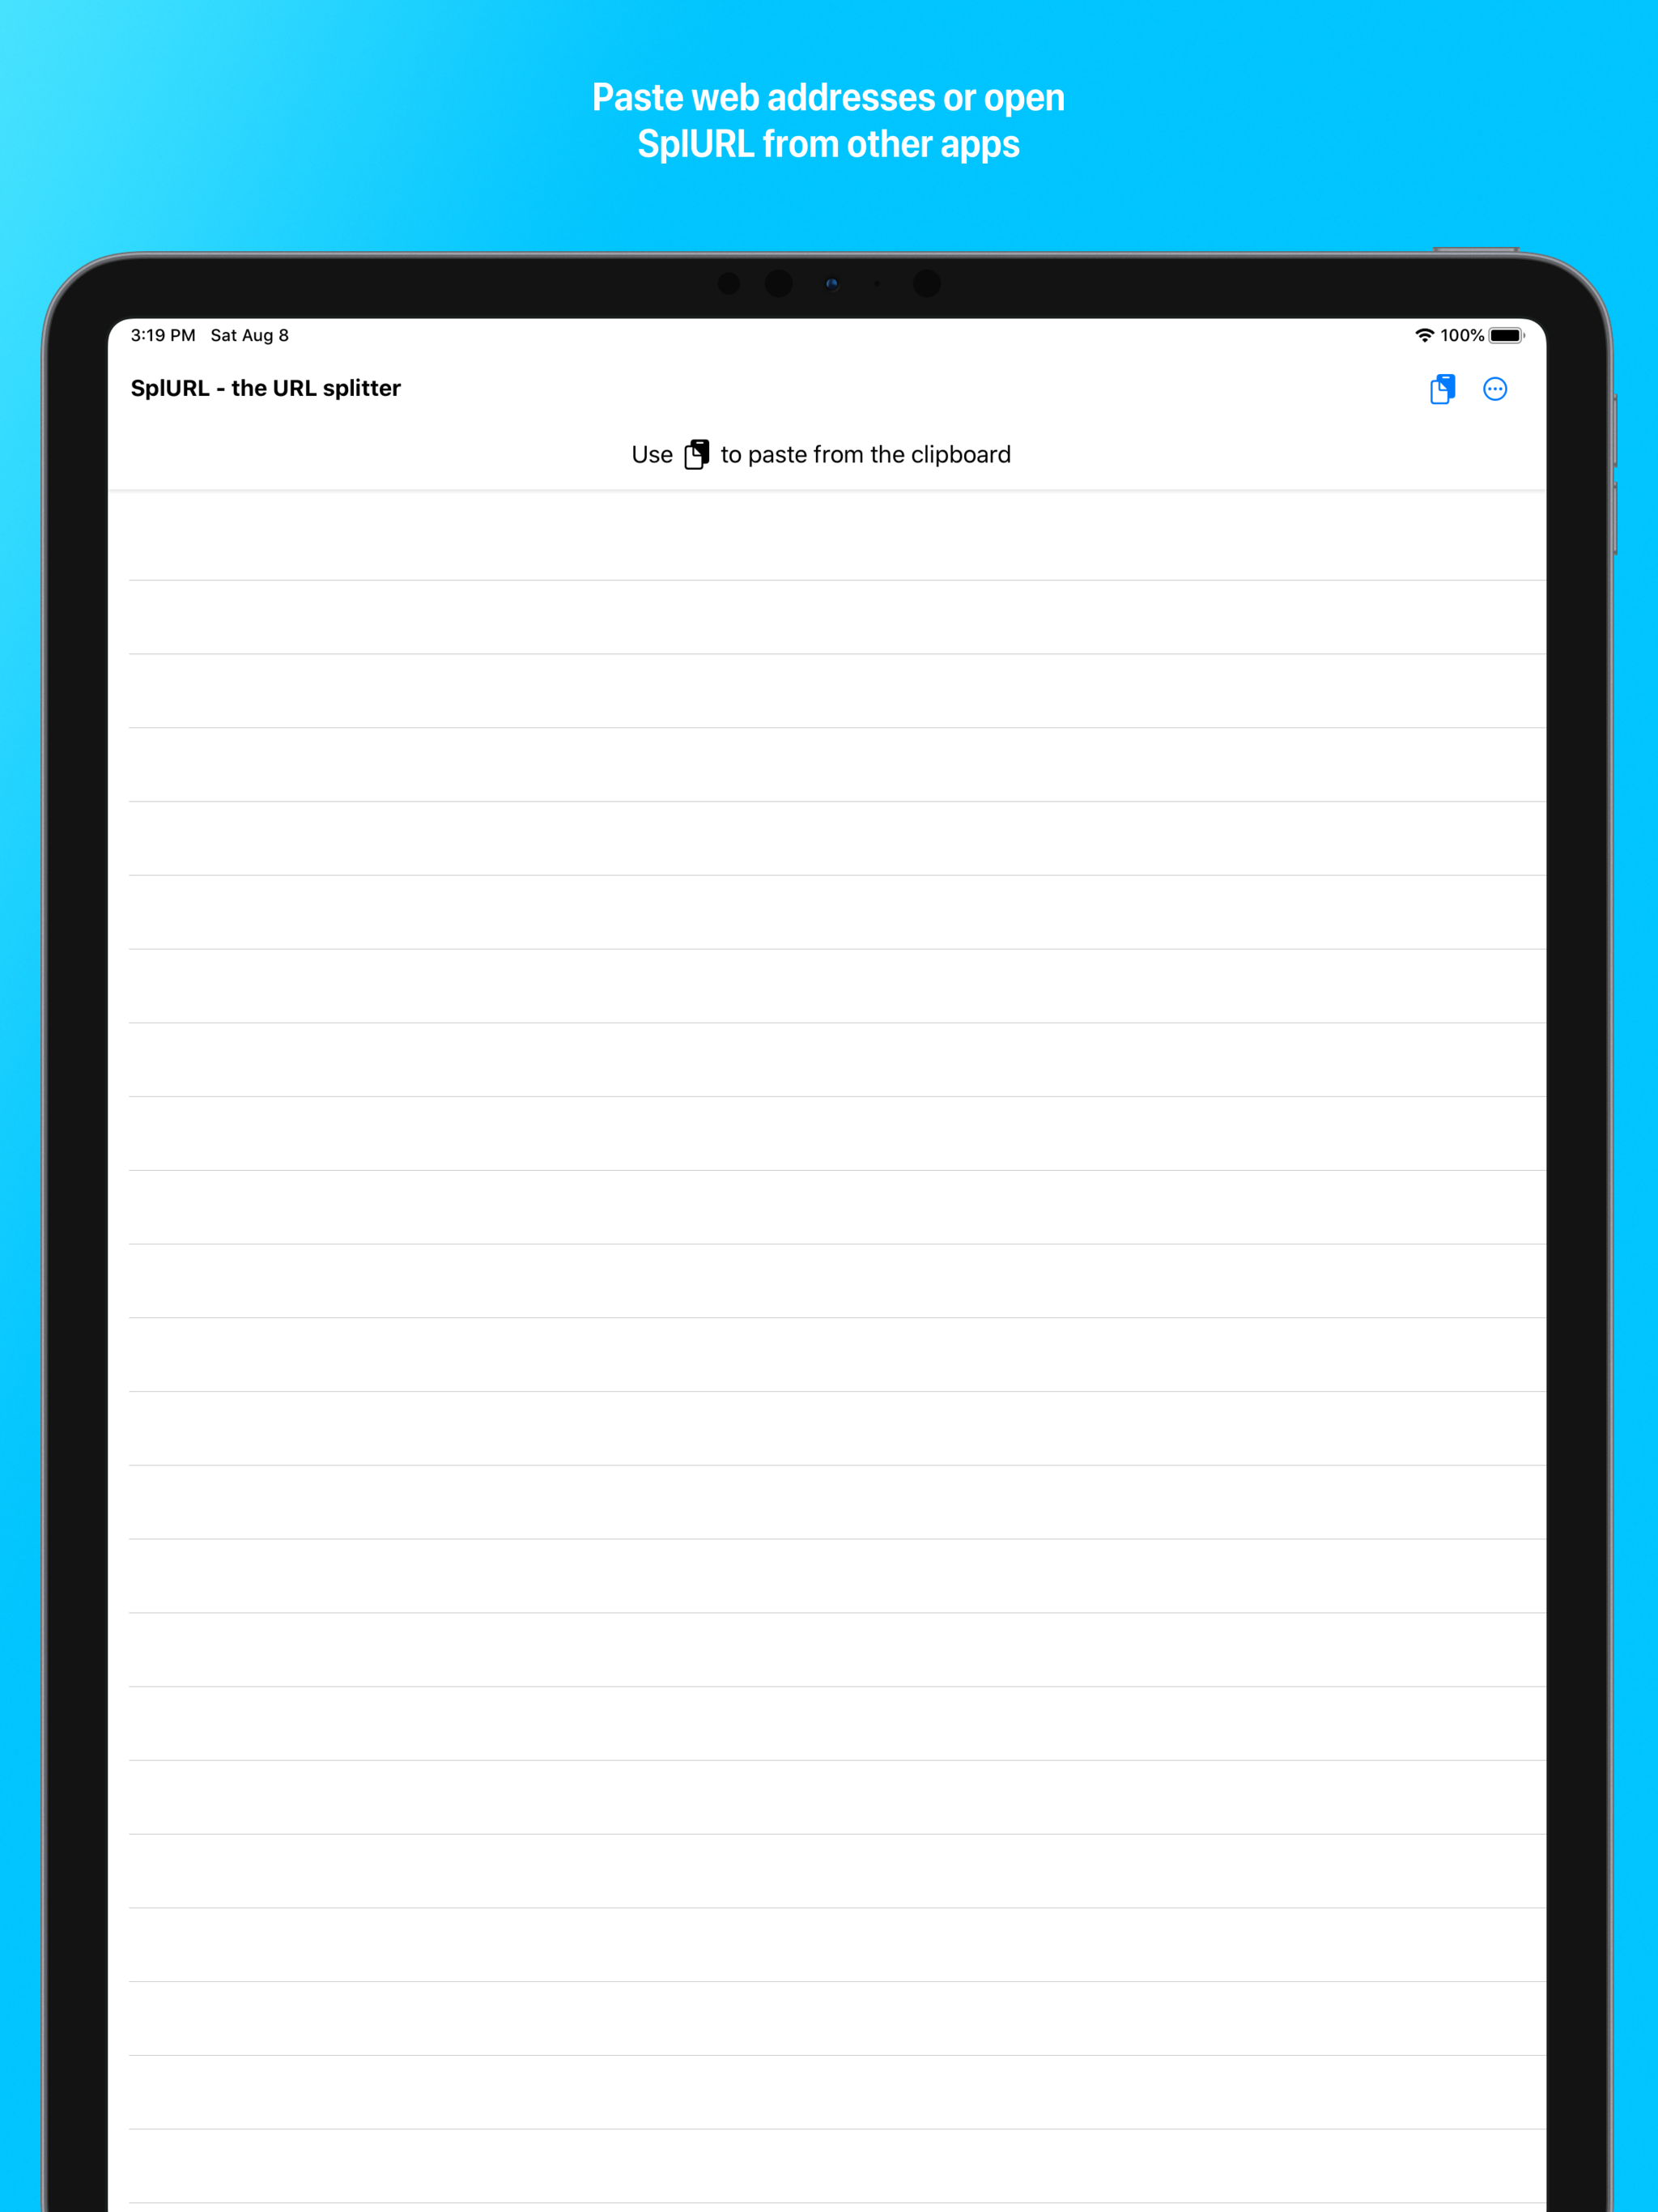 Paste web addresses or open
SplURL from other apps
3:19 PM Sat Aug 8 100%
SplURL - the URL splitter
Use to paste from the clipboard